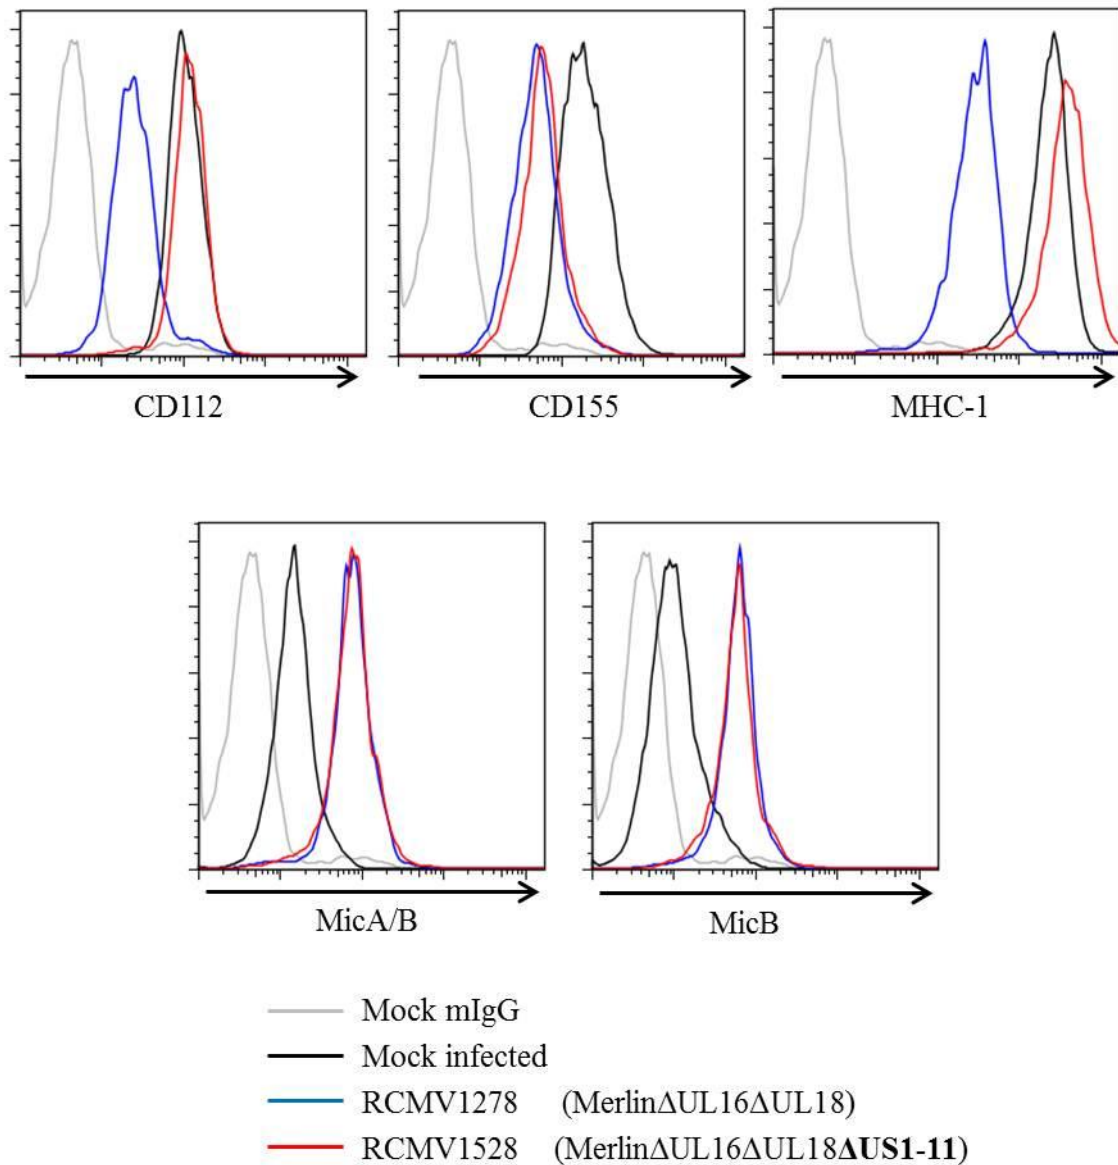 CD112
CD155
MHC-1
MicA/B
MicB
Mock mIgG
Mock infected
RCMV1278 (MerlinΔUL16ΔUL18)
RCMV1528 (MerlinΔUL16ΔUL18ΔUS1-11)